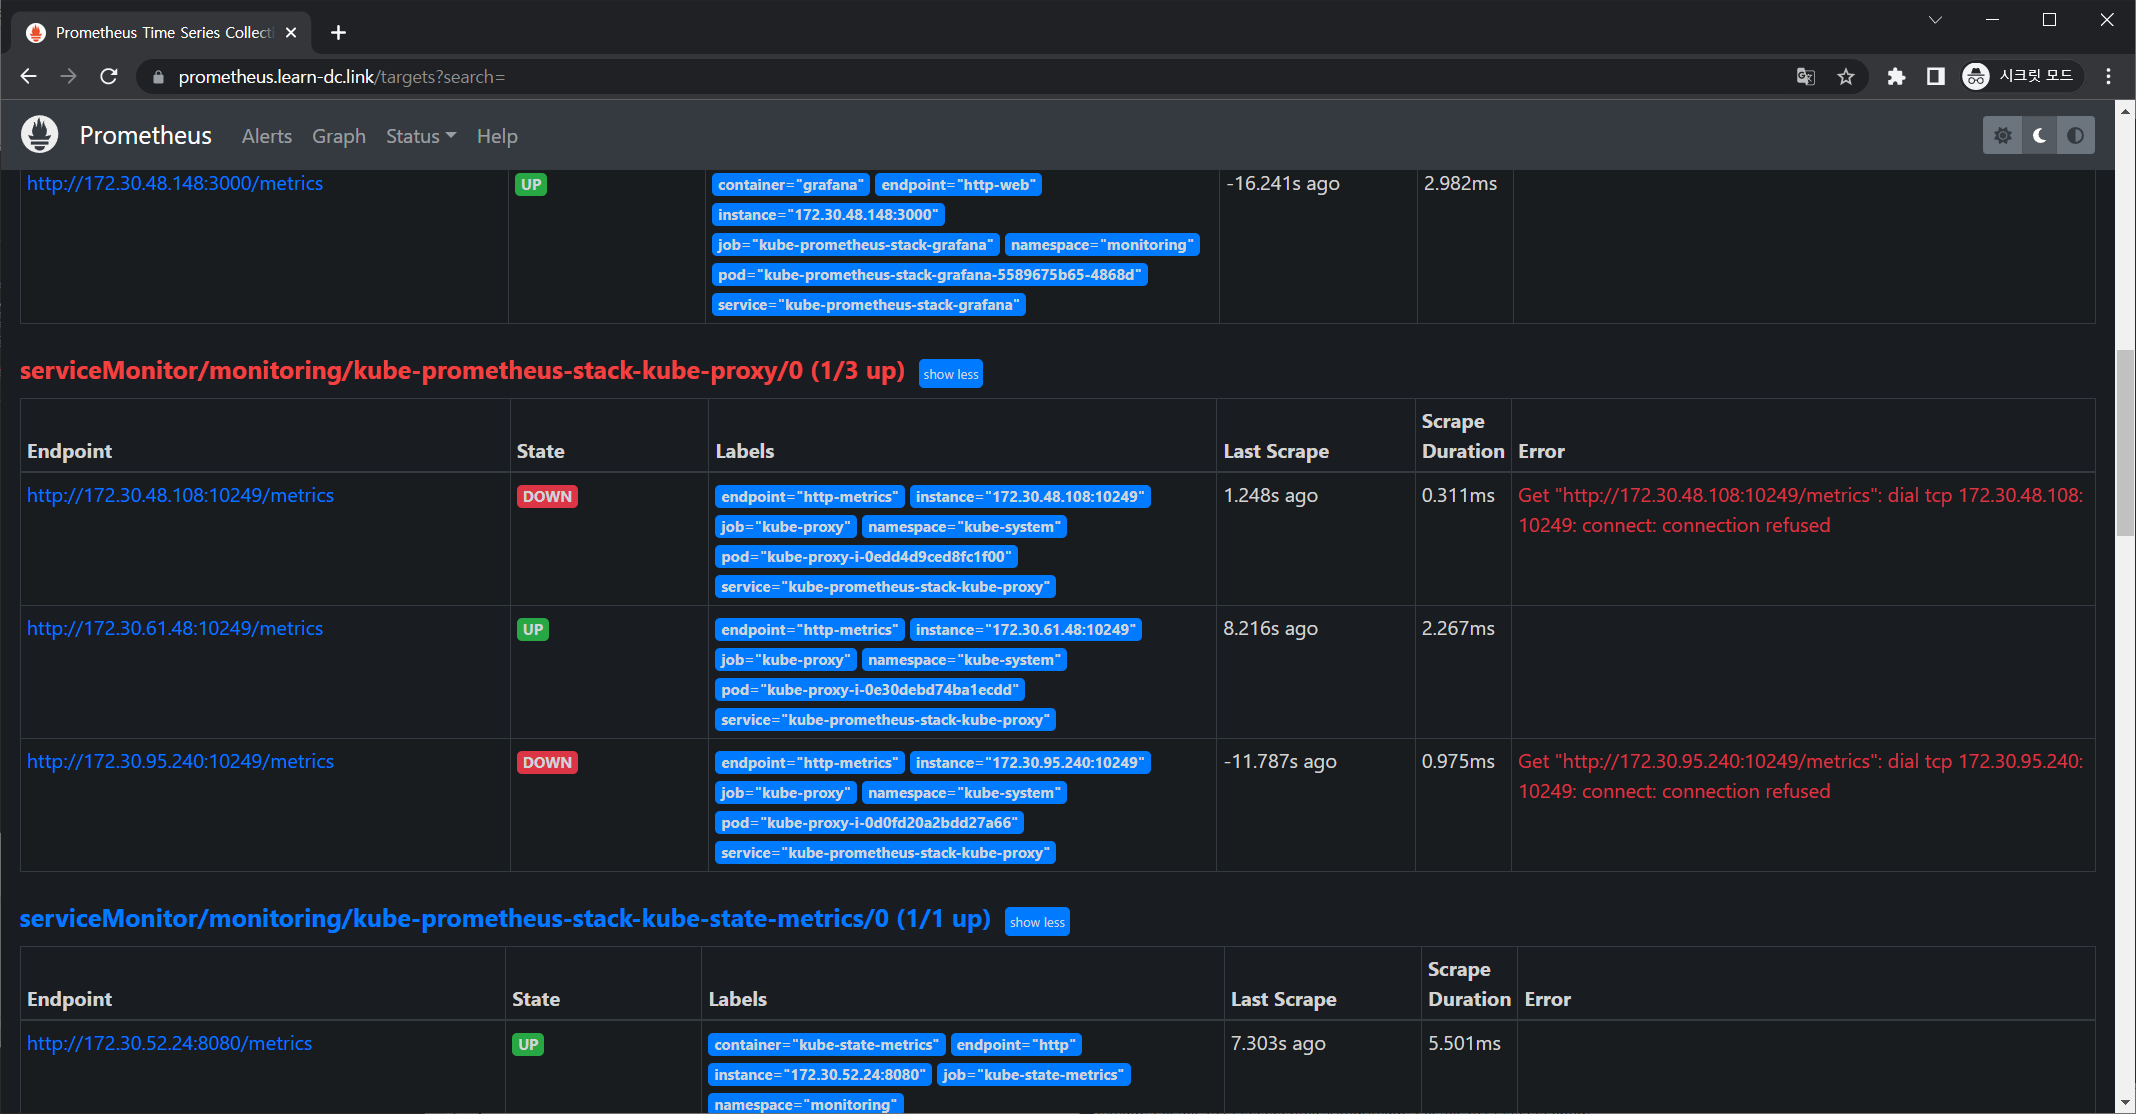 Prometheus Time Series Collecti
prometheus.learn-dc.link/targets?search=
시크릿 모드
Prometheus Alerts Graph Status Help
http://172.30.48.148:3000/metrics UP container="grafana" endpoint="http-web" -16.241s ago 2.982ms
instance="172.30.48.148:3000"
job="kube-prometheus-stack-grafana" namespace="monitoring"
pod="kube-prometheus-stack-grafana-5589675b65-4868d"
service="kube-prometheus-stack-grafana"
serviceMonitor/monitoring/kube-prometheus-stack-kube-proxy/0 (1/3 up) show less
Endpoint State Labels Last Scrape Scrape Duration Error
http://172.30.48.108:10249/metrics DOWN endpoint="http-metrics" instance="172.30.48.108:10249" 1.248s ago 0.311ms Get "http://172.30.48.108:10249/metrics": dial tcp 172.30.48.108:
job="kube-proxy" namespace="kube-system" 10249: connect: connection refused
pod="kube-proxy-i-0edd4d9ced8fc1f00"
service="kube-prometheus-stack-kube-proxy"
http://172.30.61.48:10249/metrics UP endpoint="http-metrics" instance="172.30.61.48:10249" 8.216s ago 2.267ms
job="kube-proxy" namespace="kube-system"
pod="kube-proxy-i-0e30debd74ba1ecdd"
service="kube-prometheus-stack-kube-proxy"
http://172.30.95.240:10249/metrics DOWN endpoint="http-metrics" instance="172.30.95.240:10249" -11.787s ago 0.975ms Get "http://172.30.95.240:10249/metrics": dial tcp 172.30.95.240:
job="kube-proxy" namespace="kube-system" 10249: connect: connection refused
pod="kube-proxy-i-0d0fd20a2bdd27a66"
service="kube-prometheus-stack-kube-proxy"
serviceMonitor/monitoring/kube-prometheus-stack-kube-state-metrics/0 (1/1 up) show less
Endpoint State Labels Last Scrape Scrape Duration Error
http://172.30.52.24:8080/metrics UP container="kube-state-metrics" endpoint="http" 7.303s ago 5.501ms
instance="172.30.52.24:8080" job="kube-state-metrics"
namespace="monitoring"